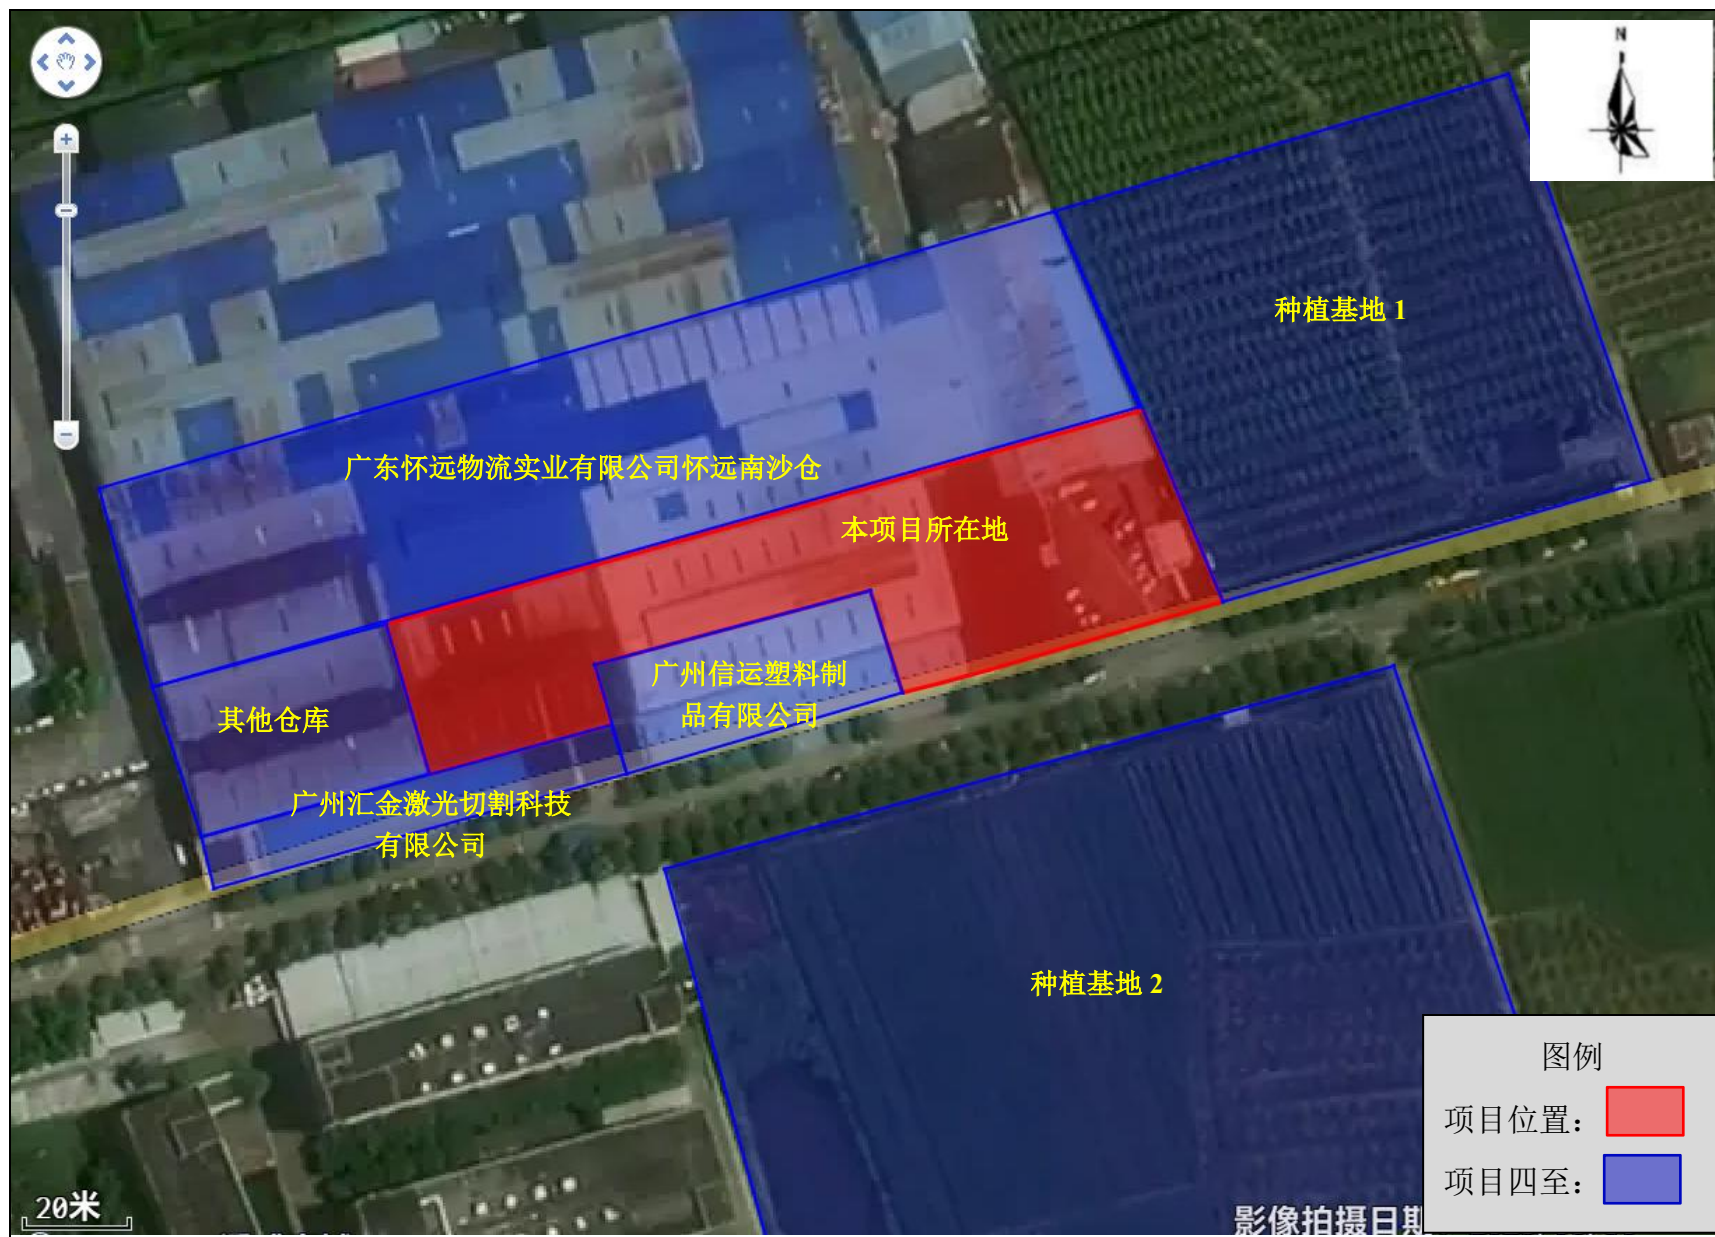 N
种植基地 1
广东怀远物流实业有限公司怀远南沙仓
本项目所在地
广州信运塑料制
品有限公司
其他仓库
广州汇金激光切割科技
有限公司
种植基地 2
图例
项目位置：
项目四至：
20米
影像拍摄日期